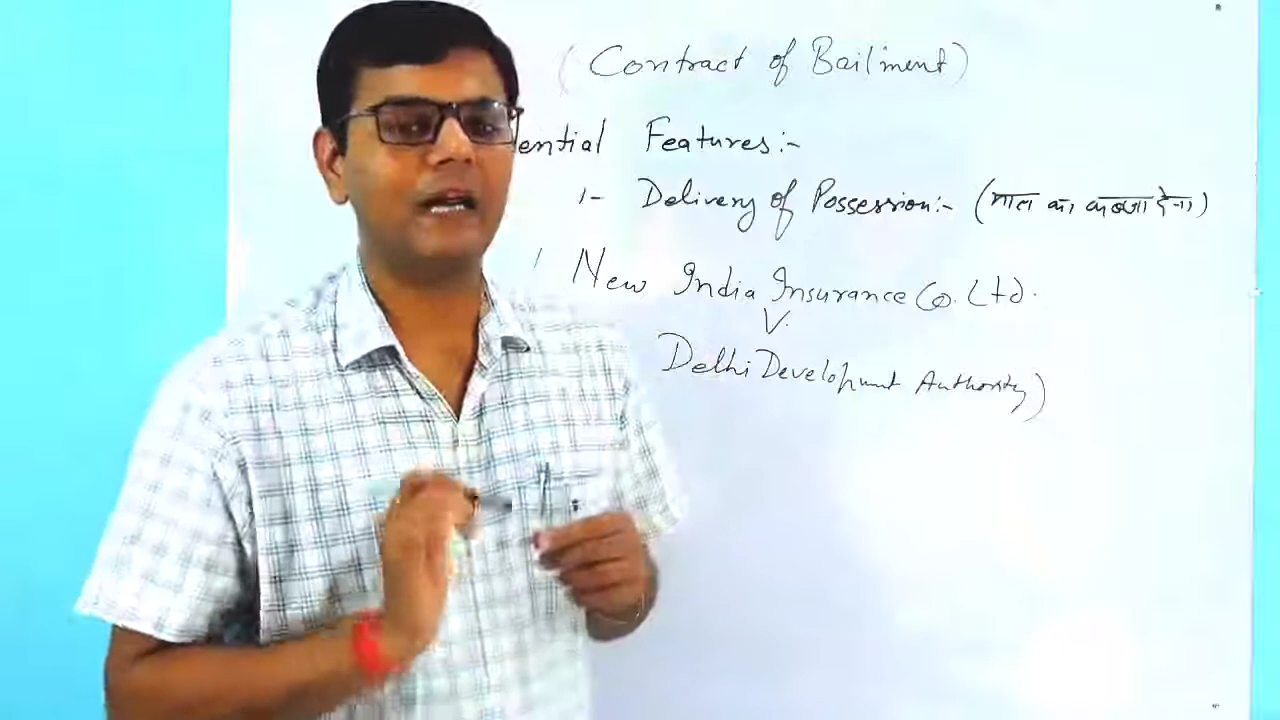 (Contract of Bailment)
ential Features:-
1- Delivery of Possession:- (माल का कब्जा देना)
New India Insurance Co. Ltd.
V.
Delhi Development Authority)